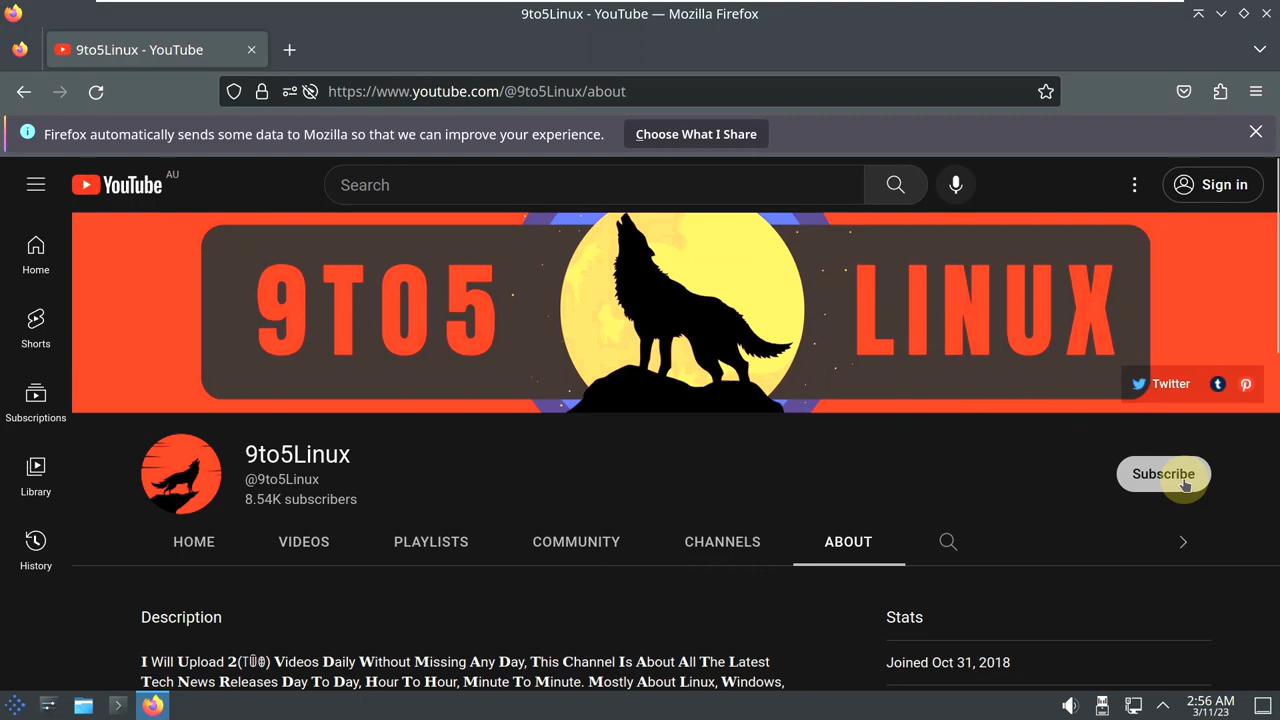 9to5Linux - YouTube — Mozilla Firefox
9to5Linux - YouTube
https://www.youtube.com/@9to5Linux/about
Firefox automatically sends some data to Mozilla so that we can improve your experience.
Choose What I Share
YouTube AU
Search
Sign in
Home
Shorts
Subscriptions
Library
History
9TO5 LINUX
Twitter
9to5Linux
@9to5Linux
8.54K subscribers
Subscribe
HOME VIDEOS PLAYLISTS COMMUNITY CHANNELS ABOUT
Description
𝐈 Will 𝐔pload 𝟐() 𝐕ideos 𝐃aily 𝐖ithout 𝐌issing 𝐀ny 𝐃ay, 𝐓his 𝐂hannel 𝐈s 𝐀bout 𝐀ll 𝐓he 𝐋atest
𝐓ech 𝐍ews 𝐑eleases 𝐃ay 𝐓o 𝐃ay, 𝐇our 𝐓o 𝐇our, 𝐌inute 𝐓o 𝐌inute. 𝐌ostly 𝐀bout 𝐋inux, 𝐖indows,
Stats
Joined Oct 31, 2018
2:56 AM
3/11/23